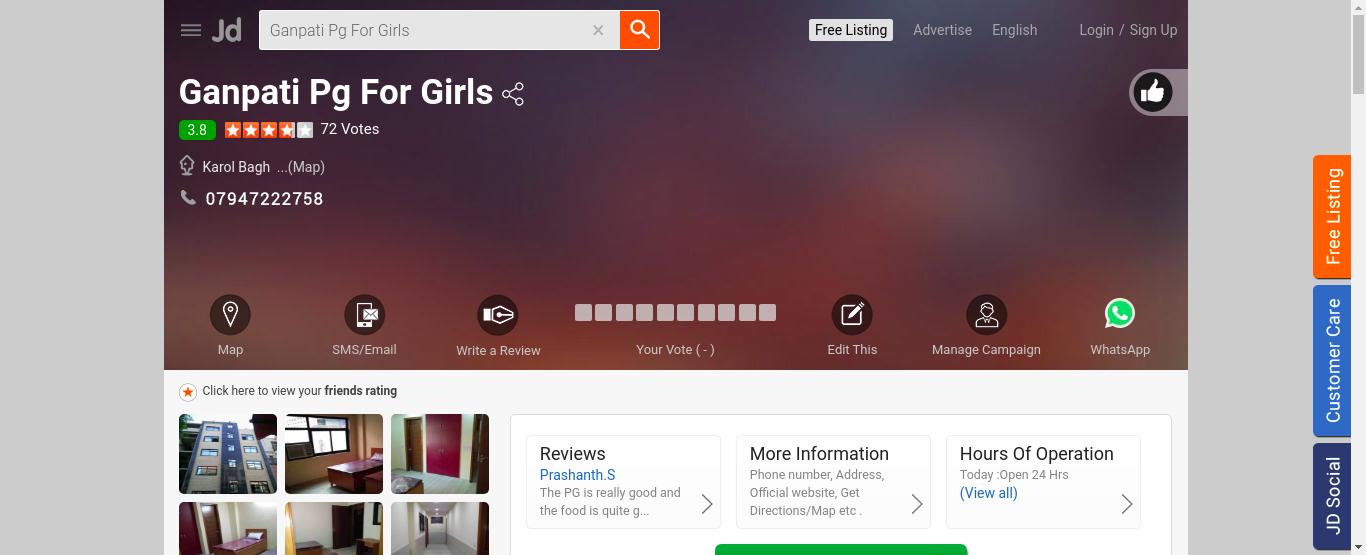 Jd
Ganpati Pg For Girls
×
Free Listing
Advertise
English
Login / Sign Up
Ganpati Pg For Girls
3.8
72 Votes
Karol Bagh ...(Map)
07947222758
Map
SMS/Email
Write a Review
Your Vote ( - )
Edit This
Manage Campaign
WhatsApp
Free Listing
Customer Care
JD Social
Click here to view your friends rating
Reviews
Prashanth.S
The PG is really good and
the food is quite g...
More Information
Phone number, Address,
Official website, Get
Directions/Map etc .
Hours Of Operation
Today :Open 24 Hrs
(View all)